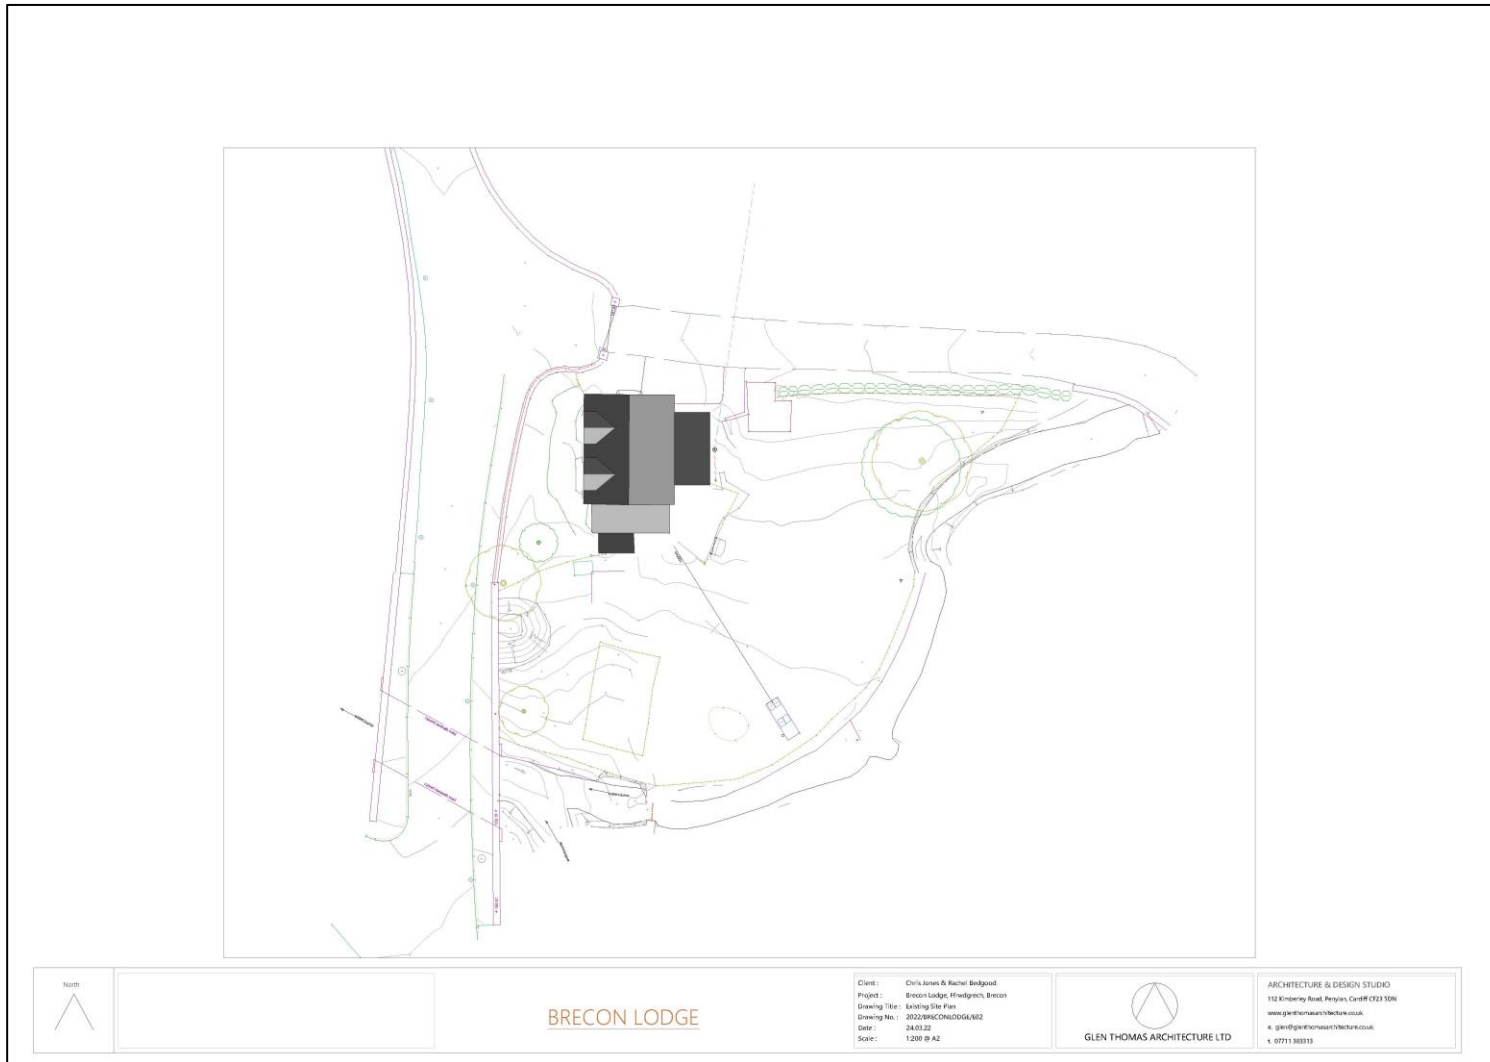 North
BRECON LODGE
Client : Chris Jones & Rachel Bedgood
Project : Brecon Lodge, Ffrwdgrech, Brecon
Drawing Title : Existing Site Plan
Drawing No. : 2022/BRECONLODGE/E02
Date : 24.03.22
Scale : 1:200 @ A2
GLEN THOMAS ARCHITECTURE LTD
ARCHITECTURE & DESIGN STUDIO
112 Kimberley Road, Penylan, Cardiff CF23 5DN
www.glenthomasarchitecture.co.uk
e. glen@glenthomasarchitecture.co.uk
t. 07711 383313